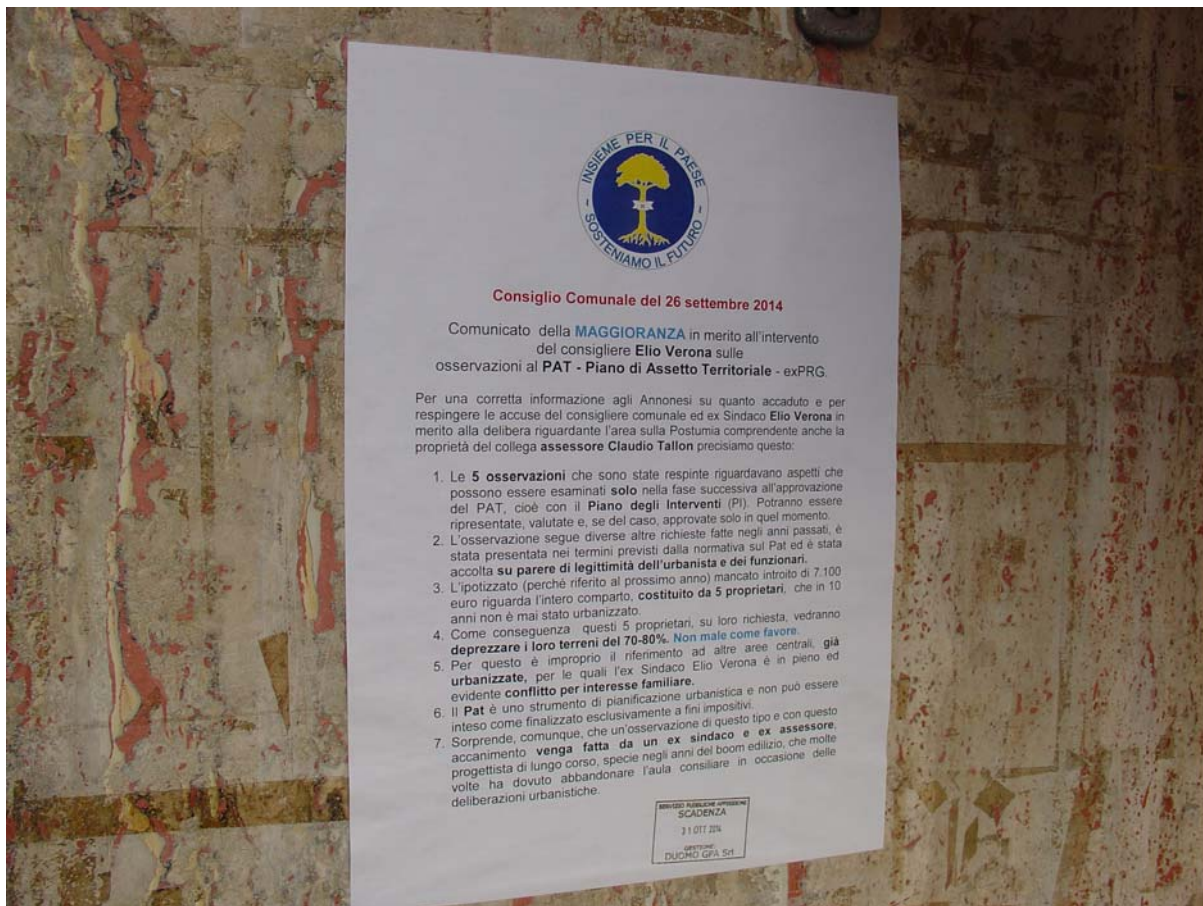 INSIEME PER IL PAESE
~ SOSTENIAMO IL FUTURO ~
Consiglio Comunale del 26 settembre 2014
Comunicato della MAGGIORANZA in merito all'intervento
del consigliere Elio Verona sulle
osservazioni al PAT - Piano di Assetto Territoriale - exPRG.
Per una corretta informazione agli Annonesi su quanto accaduto e per
respingere le accuse del consigliere comunale ed ex Sindaco Elio Verona in
merito alla delibera riguardante l'area sulla Postumia comprendente anche la
proprietà del collega assessore Claudio Tallon precisiamo questo:
1. Le 5 osservazioni che sono state respinte riguardavano aspetti che
possono essere esaminati solo nella fase successiva all'approvazione
del PAT, cioè con il Piano degli Interventi (PI). Potranno essere
ripresentate, valutate e, se del caso, approvate solo in quel momento.
2. L'osservazione segue diverse altre richieste fatte negli anni passati, è
stata presentata nei termini previsti dalla normativa sul Pat ed è stata
accolta su parere di legittimità dell'urbanista e dei funzionari.
3. L'ipotizzato (perché riferito al prossimo anno) mancato introito di 7.100
euro riguarda l'intero comparto, costituito da 5 proprietari, che in 10
anni non è mai stato urbanizzato.
4. Come conseguenza questi 5 proprietari, su loro richiesta, vedranno
deprezzare i loro terreni del 70-80%. Non male come favore.
5. Per questo è improprio il riferimento ad altre aree centrali, già
urbanizzate, per le quali l'ex Sindaco Elio Verona è in pieno ed
evidente conflitto per interesse familiare.
6. Il Pat è uno strumento di pianificazione urbanistica e non può essere
inteso come finalizzato esclusivamente a fini impositivi.
7. Sorprende, comunque, che un'osservazione di questo tipo e con questo
accanimento venga fatta da un ex sindaco e ex assessore,
progettista di lungo corso, specie negli anni del boom edilizio, che molte
volte ha dovuto abbandonare l'aula consiliare in occasione delle
deliberazioni urbanistiche.
SERVIZIO PUBBLICHE AFFISSIONI
SCADENZA
31 OTT 2014
GESTIONE:
DUOMO GPA Srl